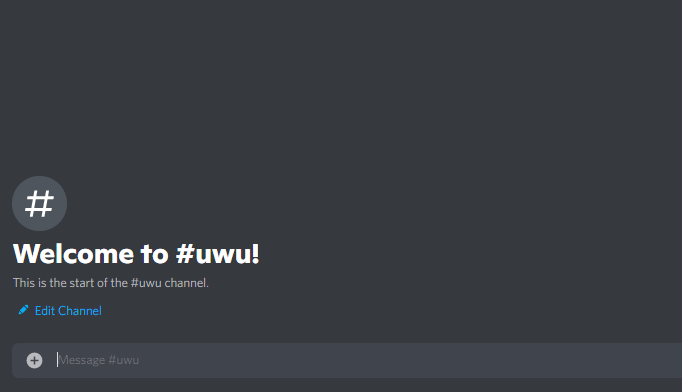 #
Welcome to #uwu!
This is the start of the #uwu channel.
Edit Channel
Message #uwu